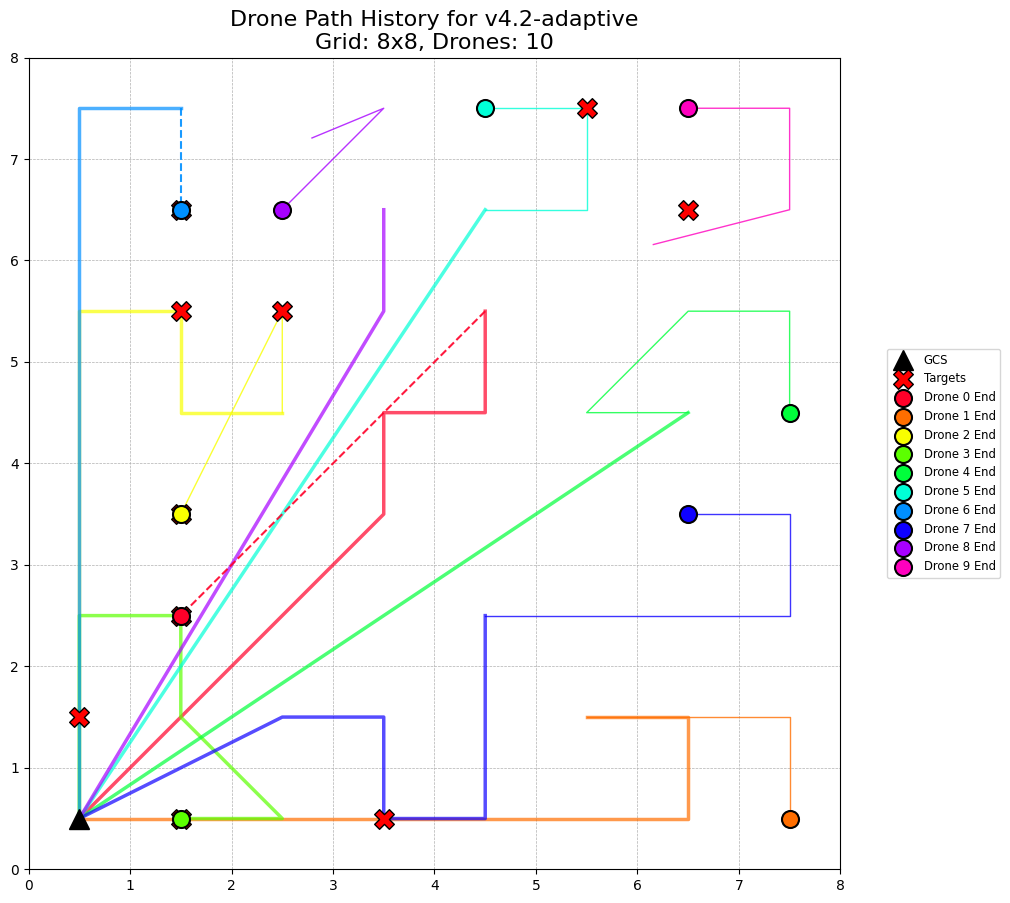 Drone Path History for v4.2-adaptive
Grid: 8x8, Drones: 10
8
7
6
5
4
3
2
1
0
0 1 2 3 4 5 6 7 8
GCS
Targets
Drone 0 End
Drone 1 End
Drone 2 End
Drone 3 End
Drone 4 End
Drone 5 End
Drone 6 End
Drone 7 End
Drone 8 End
Drone 9 End